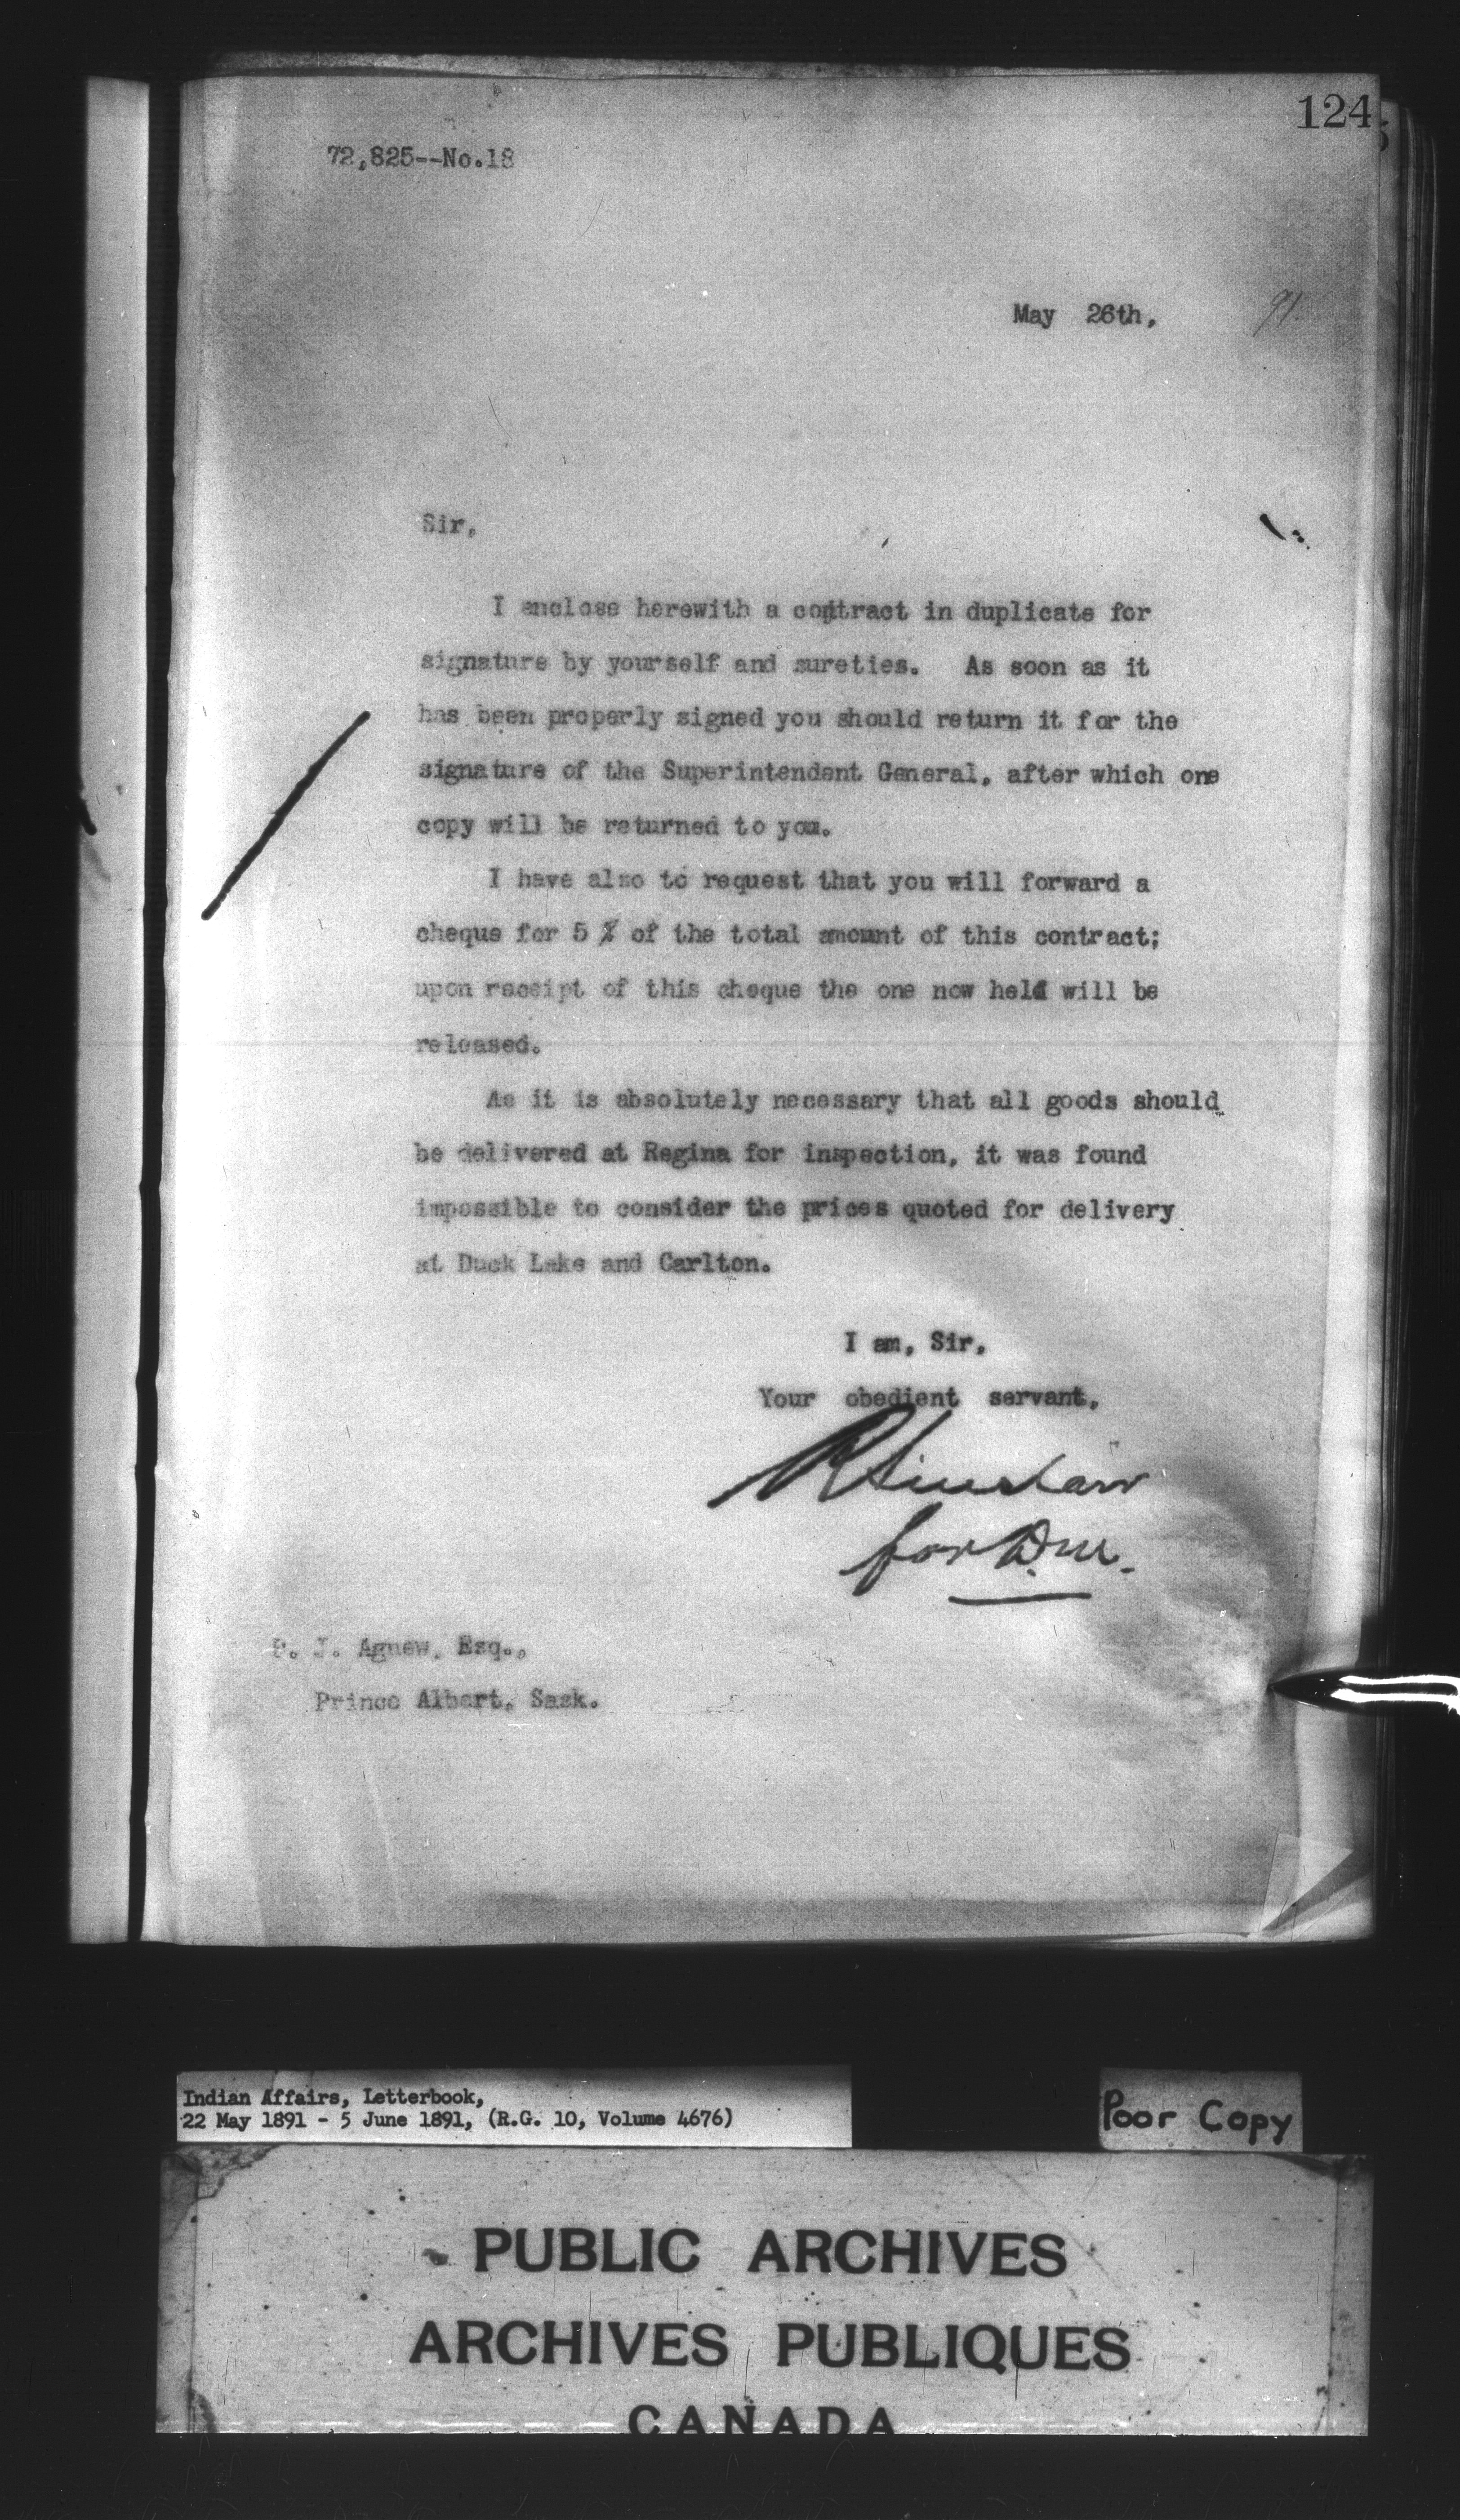 124
72,825--No.18
May 26th, 91
Sir,
I enclose herewith a contract in duplicate for
signature by yourself and sureties. As soon as it
has been properly signed you should return it for the
signature of the Superintendent General, after which one
copy will be returned to you.
I have also to request that you will forward a
cheque for 5 % of the total amount of this contract;
upon receipt of this cheque the one now held will be
released.
As it is absolutely necessary that all goods should
be delivered at Regina for inspection, it was found
impossible to consider the prices quoted for delivery
at Duck Lake and Carlton.
I am, Sir,
Your obedient servant,
R Sinclair
for D.M.
J. Agnew, Esq.,
Prince Albert, Sask.
Indian Affairs, Letterbook,
22 May 1891 - 5 June 1891, (R.G. 10, Volume 4676)
Poor Copy
PUBLIC ARCHIVES
ARCHIVES PUBLIQUES
CANADA